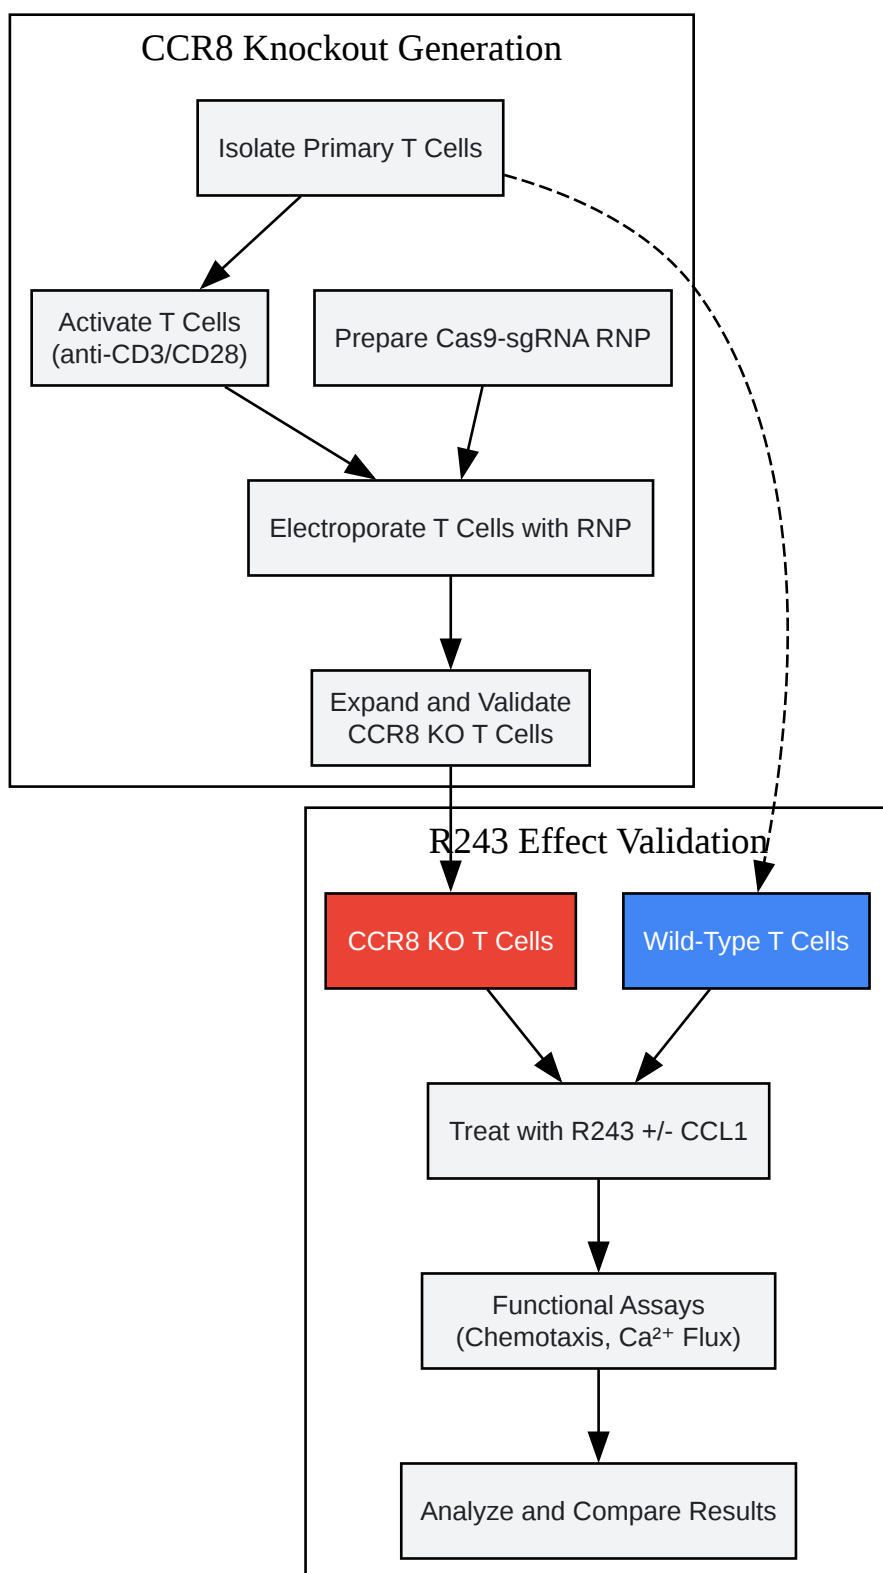 CCR8 Knockout Generation
Isolate Primary T Cells
Activate T Cells
(anti-CD3/CD28)
Prepare Cas9-sgRNA RNP
Electroporate T Cells with RNP
Expand and Validate
CCR8 KO T Cells
R243 Effect Validation
CCR8 KO T Cells
Wild-Type T Cells
Treat with R243 +/- CCL1
Functional Assays
(Chemotaxis, Ca²⁺ Flux)
Analyze and Compare Results